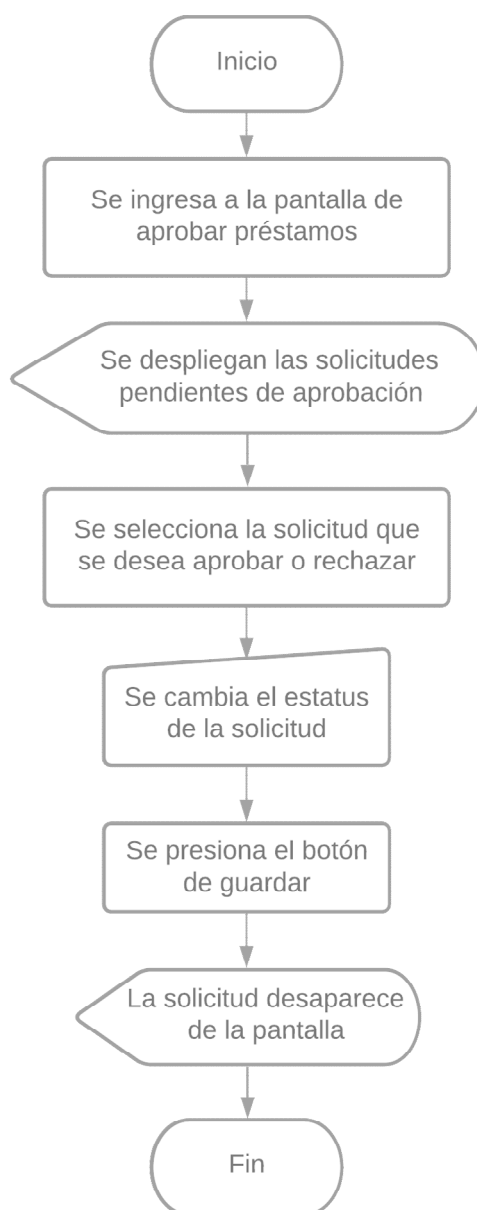 Inicio
Se ingresa a la pantalla de
aprobar préstamos
Se despliegan las solicitudes
pendientes de aprobación
Se selecciona la solicitud que
se desea aprobar o rechazar
Se cambia el estatus
de la solicitud
Se presiona el botón
de guardar
La solicitud desaparece
de la pantalla
Fin